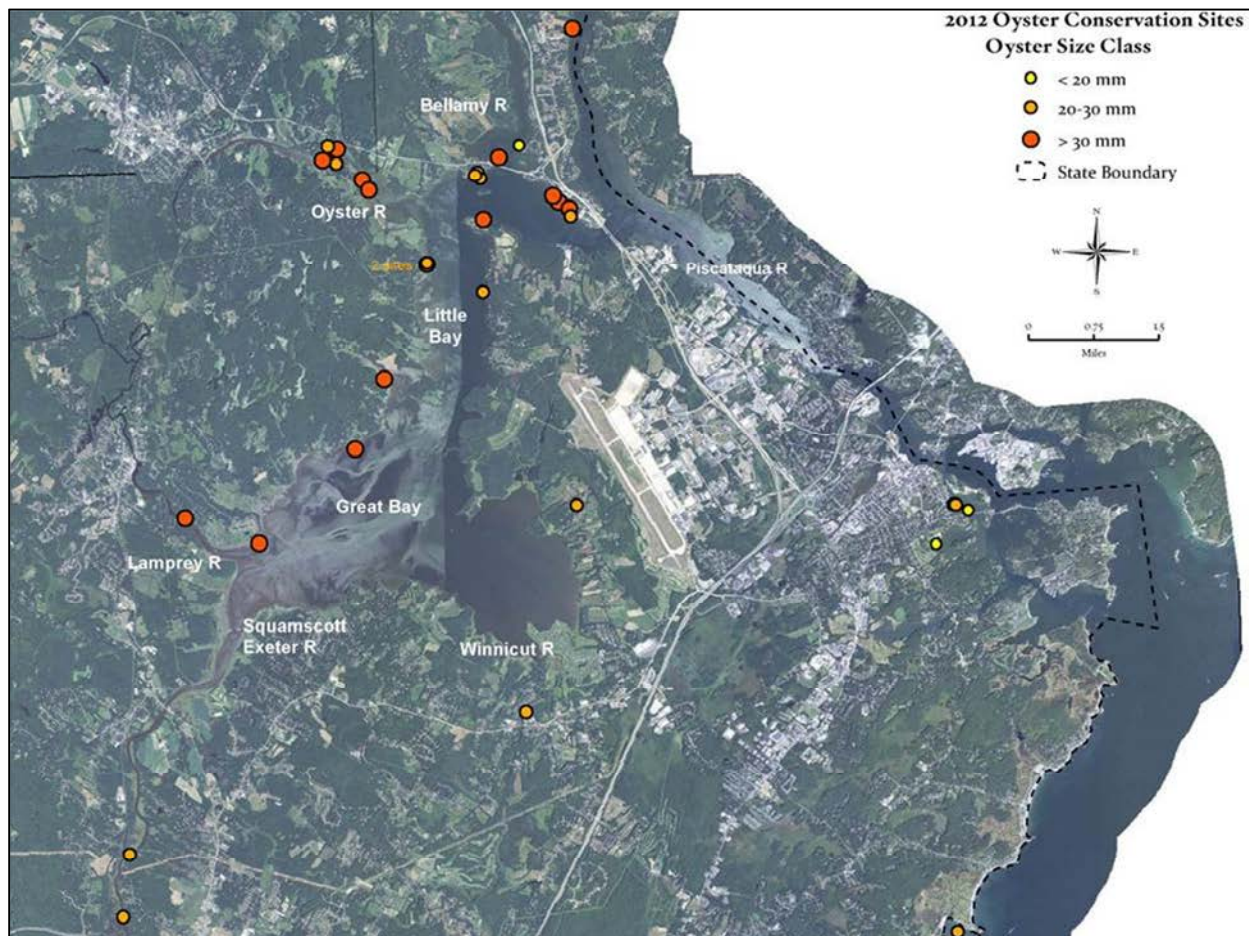 2012 Oyster Conservation Sites
Oyster Size Class
< 20 mm
20-30 mm
> 30 mm
State Boundary
N
W
E
S
0
0.75
1.5
Miles
Bellamy R
Oyster R
Piscataqua R
Little
Bay
Great Bay
Lamprey R
Squamscott
Exeter R
Winnicut R